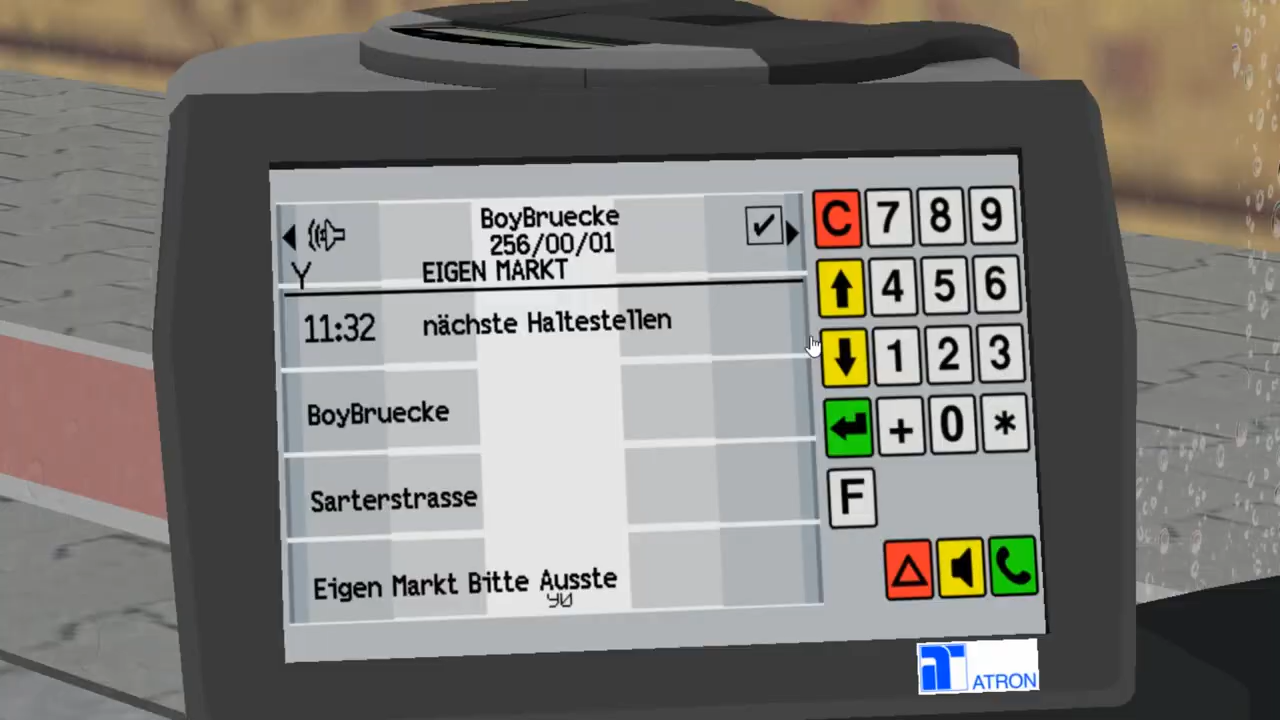 BoyBruecke
256/00/01
Y EIGEN MARKT
11:32 nächste Haltestellen
BoyBruecke
Sarterstrasse
Eigen Markt Bitte Ausste
C 7 8 9
4 5 6
1 2 3
+ 0 *
F
ATRON